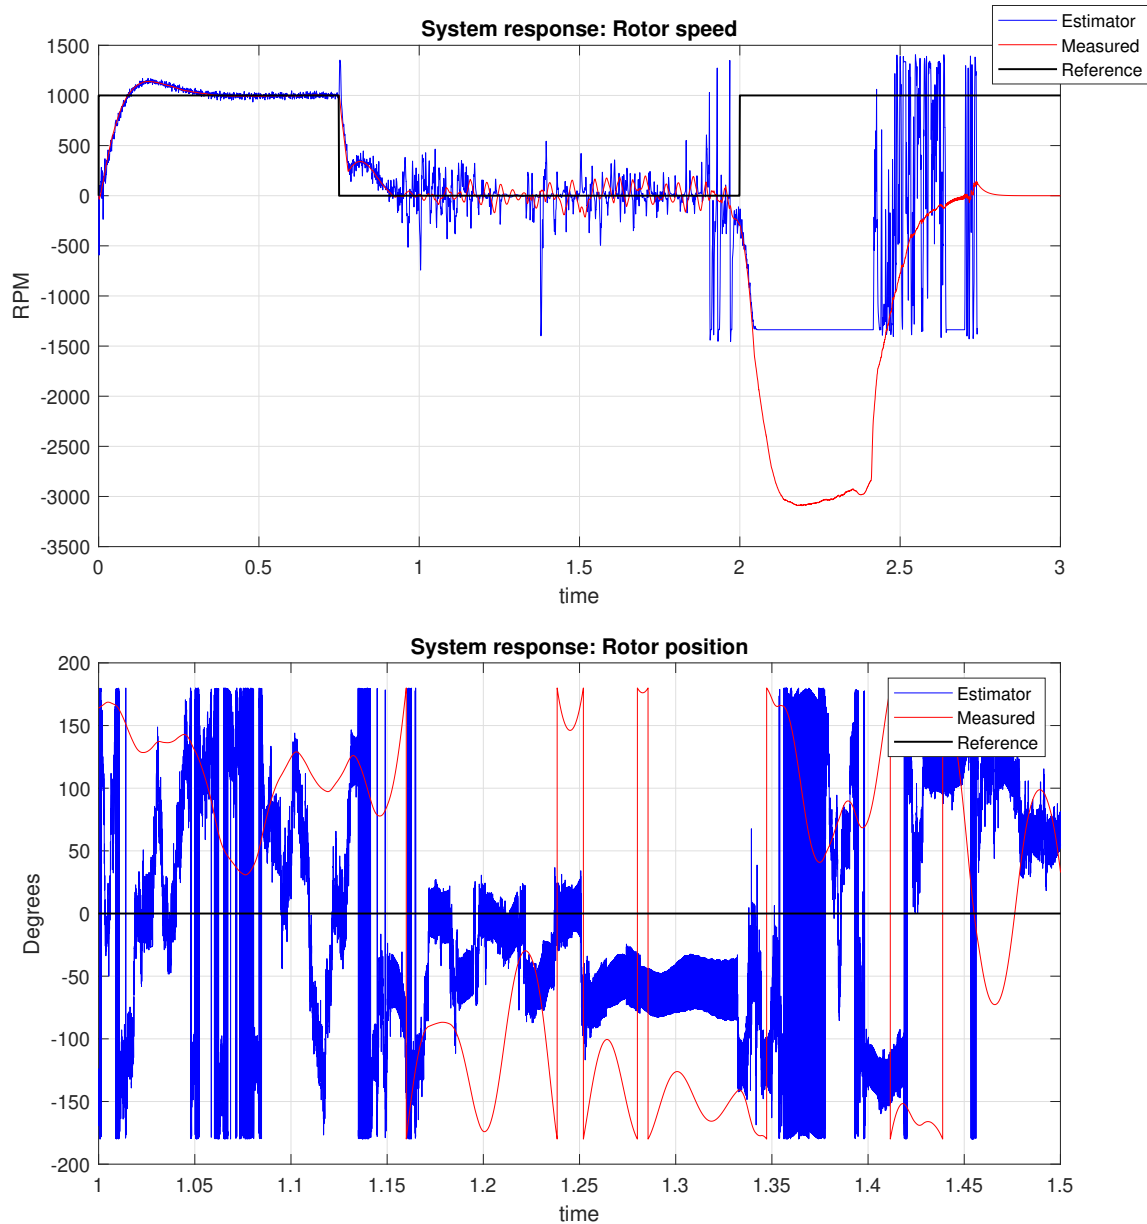 System response: Rotor speed
Estimator
Measured
Reference
1500
1000
500
0
-500
-1000
-1500
-2000
-2500
-3000
-3500
RPM
0 0.5 1 1.5 2 2.5 3
time
System response: Rotor position
Estimator
Measured
Reference
200
150
100
50
0
-50
-100
-150
-200
Degrees
1 1.05 1.1 1.15 1.2 1.25 1.3 1.35 1.4 1.45 1.5
time